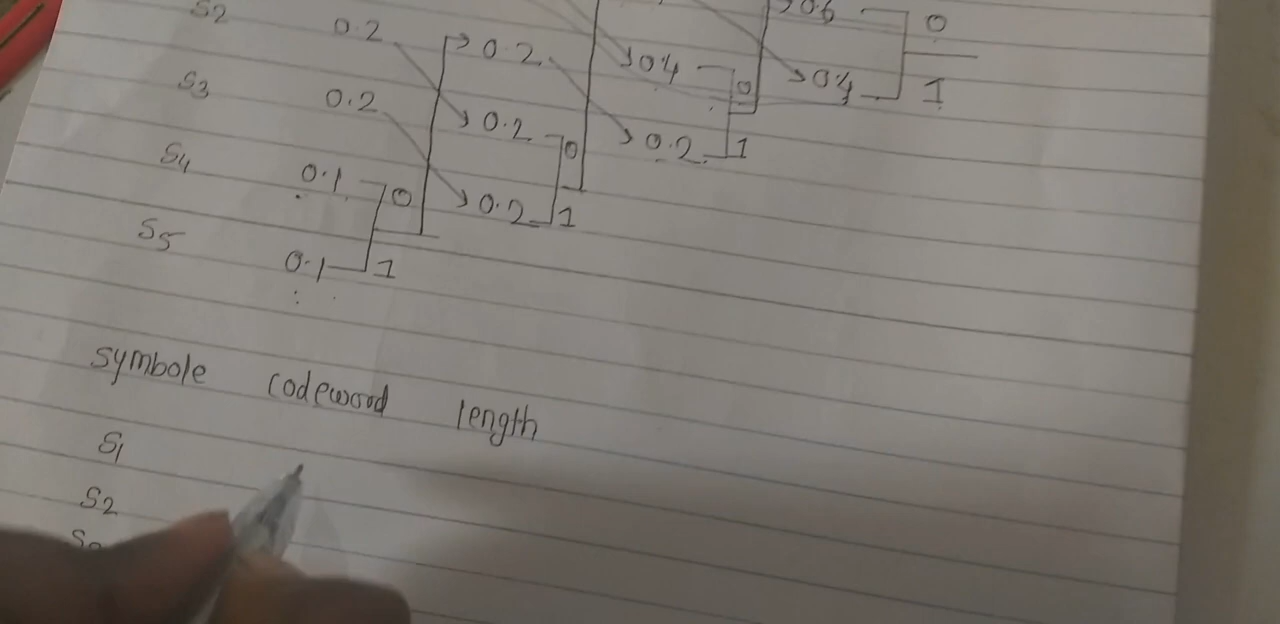 S2 0.2 0.2 0.4 0 0.6 0
0.4 1
S3 0.2 0.2 0 0.2 1
S4 0.1 0 0.2 1
S5 0.1 1
symbole codeword length
S1
S2